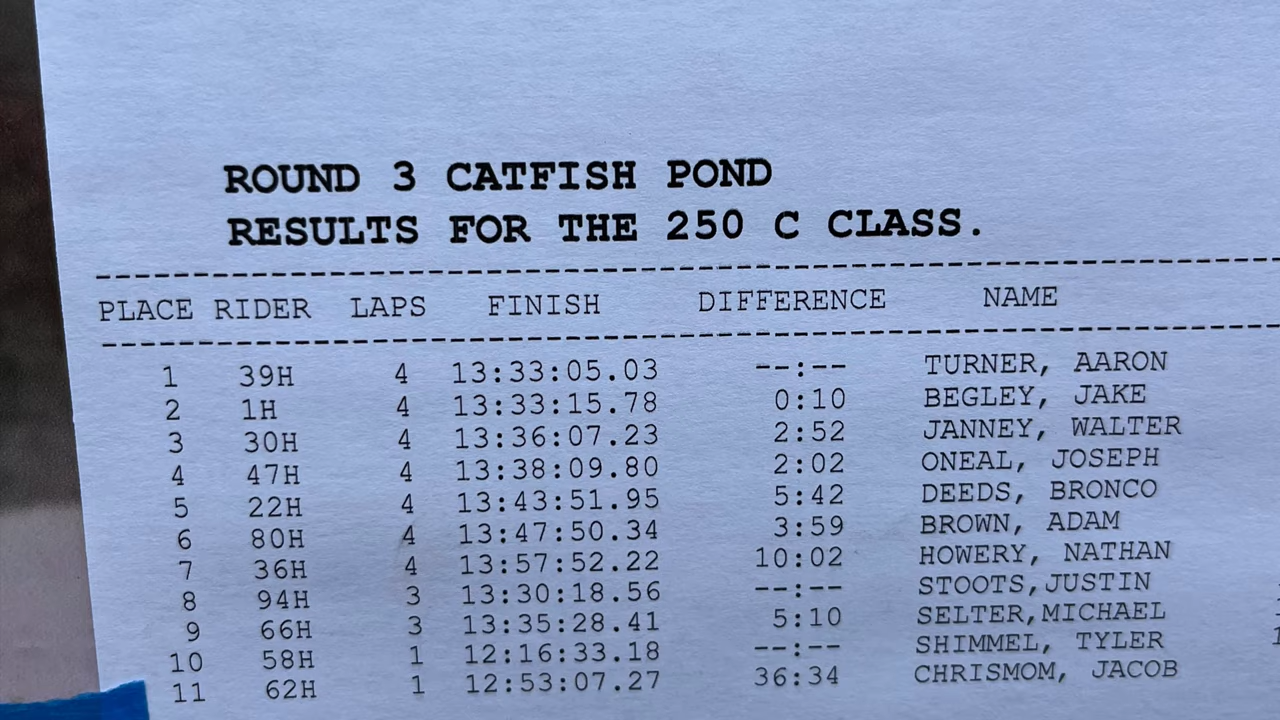 ROUND 3 CATFISH POND
RESULTS FOR THE 250 C CLASS.
PLACE RIDER LAPS FINISH DIFFERENCE NAME
1 39H 4 13:33:05.03 --:-- TURNER, AARON
2 1H 4 13:33:15.78 0:10 BEGLEY, JAKE
3 30H 4 13:36:07.23 2:52 JANNEY, WALTER
4 47H 4 13:38:09.80 2:02 ONEAL, JOSEPH
5 22H 4 13:43:51.95 5:42 DEEDS, BRONCO
6 80H 4 13:47:50.34 3:59 BROWN, ADAM
7 36H 4 13:57:52.22 10:02 HOWERY, NATHAN
8 94H 3 13:30:18.56 --:-- STOOTS,JUSTIN
9 66H 3 13:35:28.41 5:10 SELTER,MICHAEL
10 58H 1 12:16:33.18 --:-- SHIMMEL, TYLER
11 62H 1 12:53:07.27 36:34 CHRISMOM, JACOB